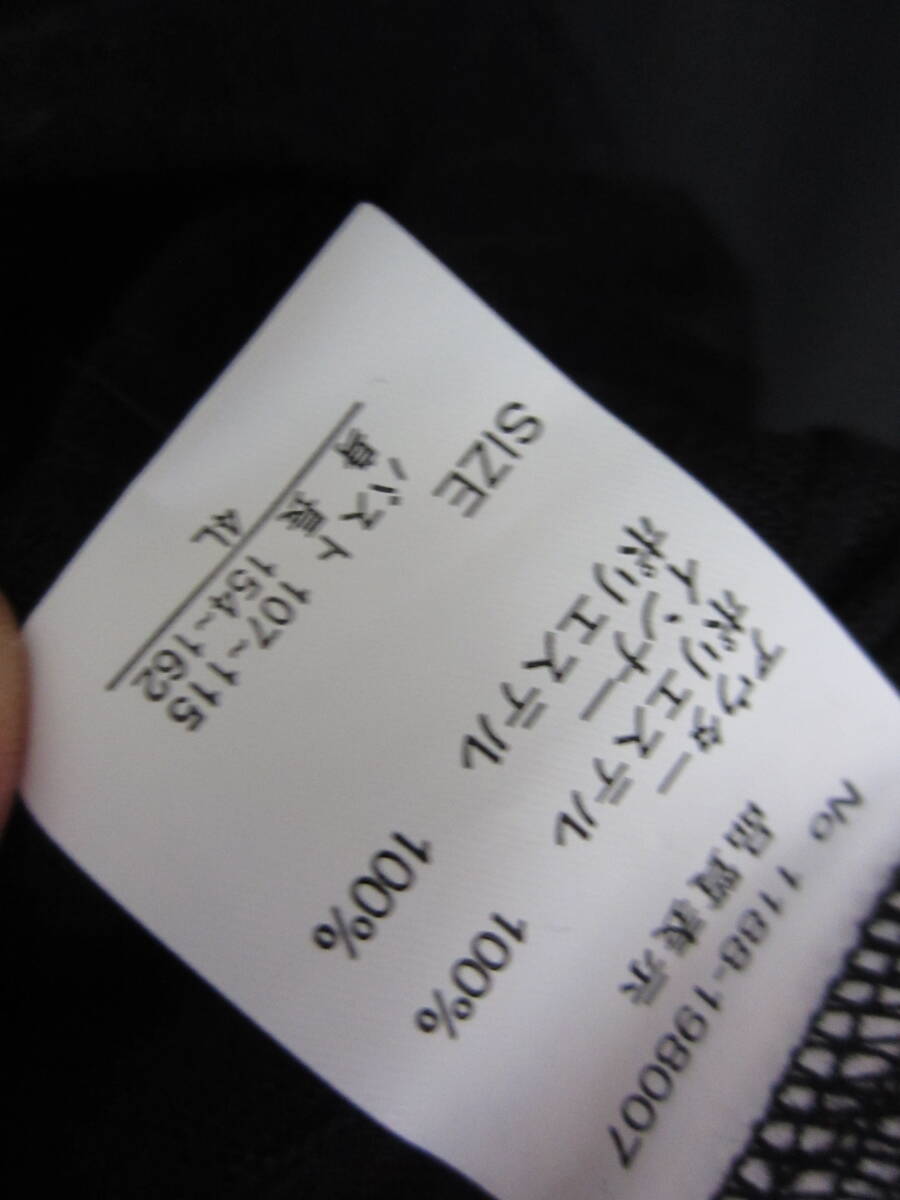 No 1188-198007
品質表示
アウター
ポリエステル 100%
インナー
ポリエステル 100%
SIZE
バスト 107~115
身 長 154~162
4L